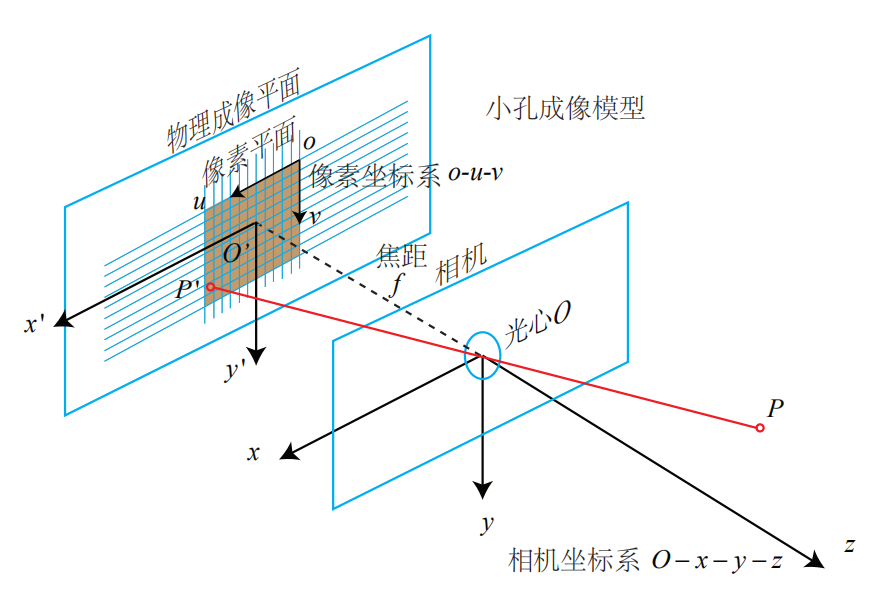 小孔成像模型
物理成像平面
像素平面
o
像素坐标系 o-u-v
u
v
O'
焦距
f
相机
P'
x'
y'
光心O
P
x
y
z
相机坐标系 O－x－y－z